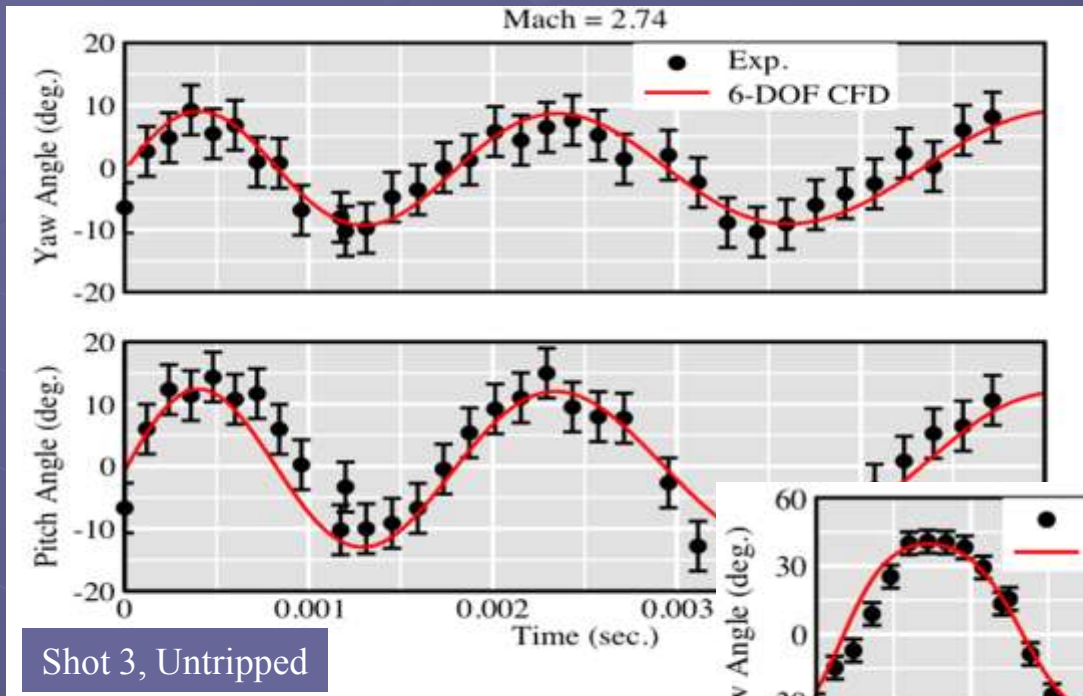 Mach = 2.74
20
10
0
-10
-20
Yaw Angle (deg.)
Exp.
6-DOF CFD
20
10
0
-10
-20
Pitch Angle (deg.)
0
0.001
0.002
0.003
Time (sec.)
60
30
0
Angle (deg.)
Shot 3, Untripped